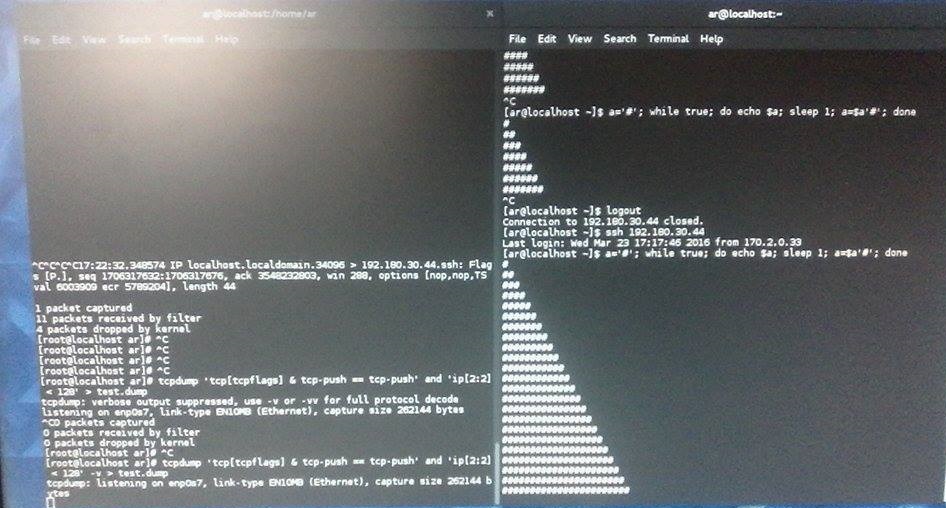 ar@localhost:/home/ar
File Edit View Search Terminal Help
^C^C^C^C17:22:32.348574 IP localhost.localdomain.34096 > 192.180.30.44.ssh: Flag
s [P.], seq 1706317632:1706317676, ack 3548232803, win 288, options [nop,nop,TS
val 6003909 ecr 5789204], length 44
1 packet captured
11 packets received by filter
4 packets dropped by kernel
[root@localhost ar]# ^C
[root@localhost ar]# ^C
[root@localhost ar]# ^C
[root@localhost ar]# ^C
[root@localhost ar]# tcpdump 'tcp[tcpflags] & tcp-push == tcp-push' and 'ip[2:2]
< 128' > test.dump
tcpdump: verbose output suppressed, use -v or -vv for full protocol decode
listening on enp0s7, link-type EN10MB (Ethernet), capture size 262144 bytes
^C0 packets captured
0 packets received by filter
0 packets dropped by kernel
[root@localhost ar]# ^C
[root@localhost ar]# tcpdump 'tcp[tcpflags] & tcp-push == tcp-push' and 'ip[2:2]
< 128' -v > test.dump
tcpdump: listening on enp0s7, link-type EN10MB (Ethernet), capture size 262144 b
ytes
ar@localhost:~
File Edit View Search Terminal Help
####
#####
######
#######
^C
[ar@localhost ~]$ a='#'; while true; do echo $a; sleep 1; a=$a'#'; done
#
##
###
####
#####
######
#######
^C
[ar@localhost ~]$ logout
Connection to 192.180.30.44 closed.
[ar@localhost ~]$ ssh 192.180.30.44
Last login: Wed Mar 23 17:17:46 2016 from 170.2.0.33
[ar@localhost ~]$ a='#'; while true; do echo $a; sleep 1; a=$a'#'; done
#
##
###
####
#####
######
#######
########
#########
##########
###########
############
#############
##############
###############
################
#################
##################
###################
####################
#####################
######################
#######################